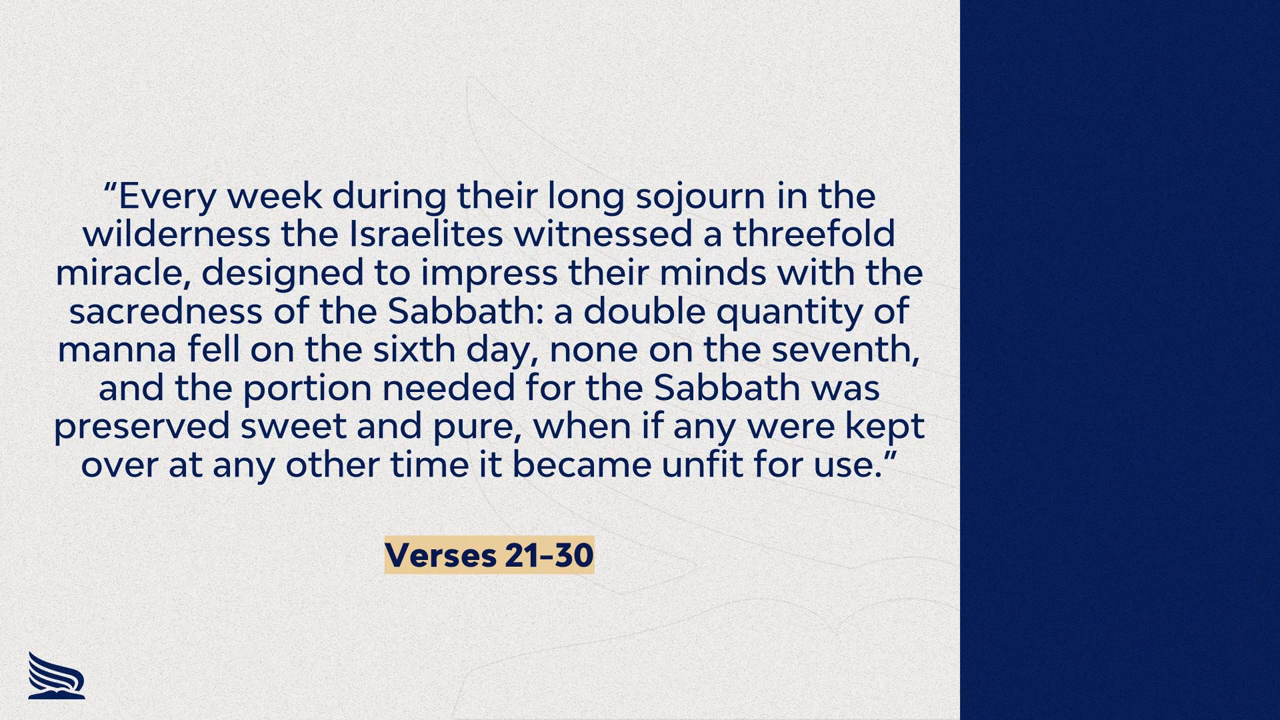 “Every week during their long sojourn in the
wilderness the Israelites witnessed a threefold
miracle, designed to impress their minds with the
sacredness of the Sabbath: a double quantity of
manna fell on the sixth day, none on the seventh,
and the portion needed for the Sabbath was
preserved sweet and pure, when if any were kept
over at any other time it became unfit for use.”
Verses 21–30